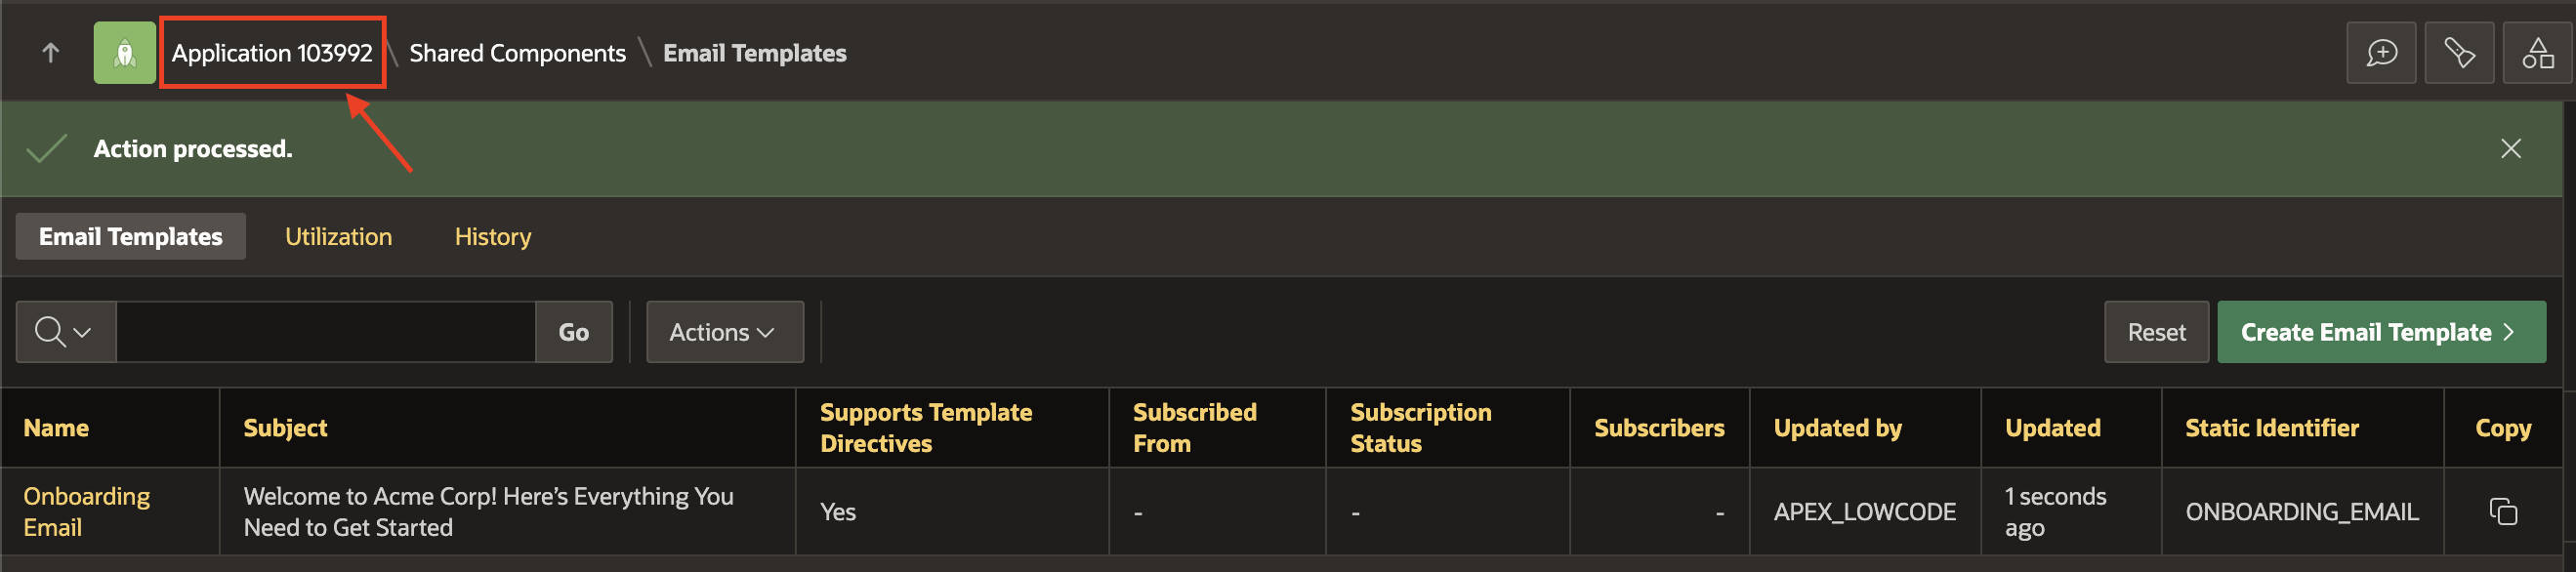 Application 103992 \ Shared Components \ Email Templates
Action processed.
Email Templates Utilization History
Go Actions Reset Create Email Template
Name Subject Supports Template Directives Subscribed From Subscription Status Subscribers Updated by Updated Static Identifier Copy
Onboarding Email Welcome to Acme Corp! Here’s Everything You Need to Get Started Yes - - - APEX_LOWCODE 1 seconds ago ONBOARDING_EMAIL